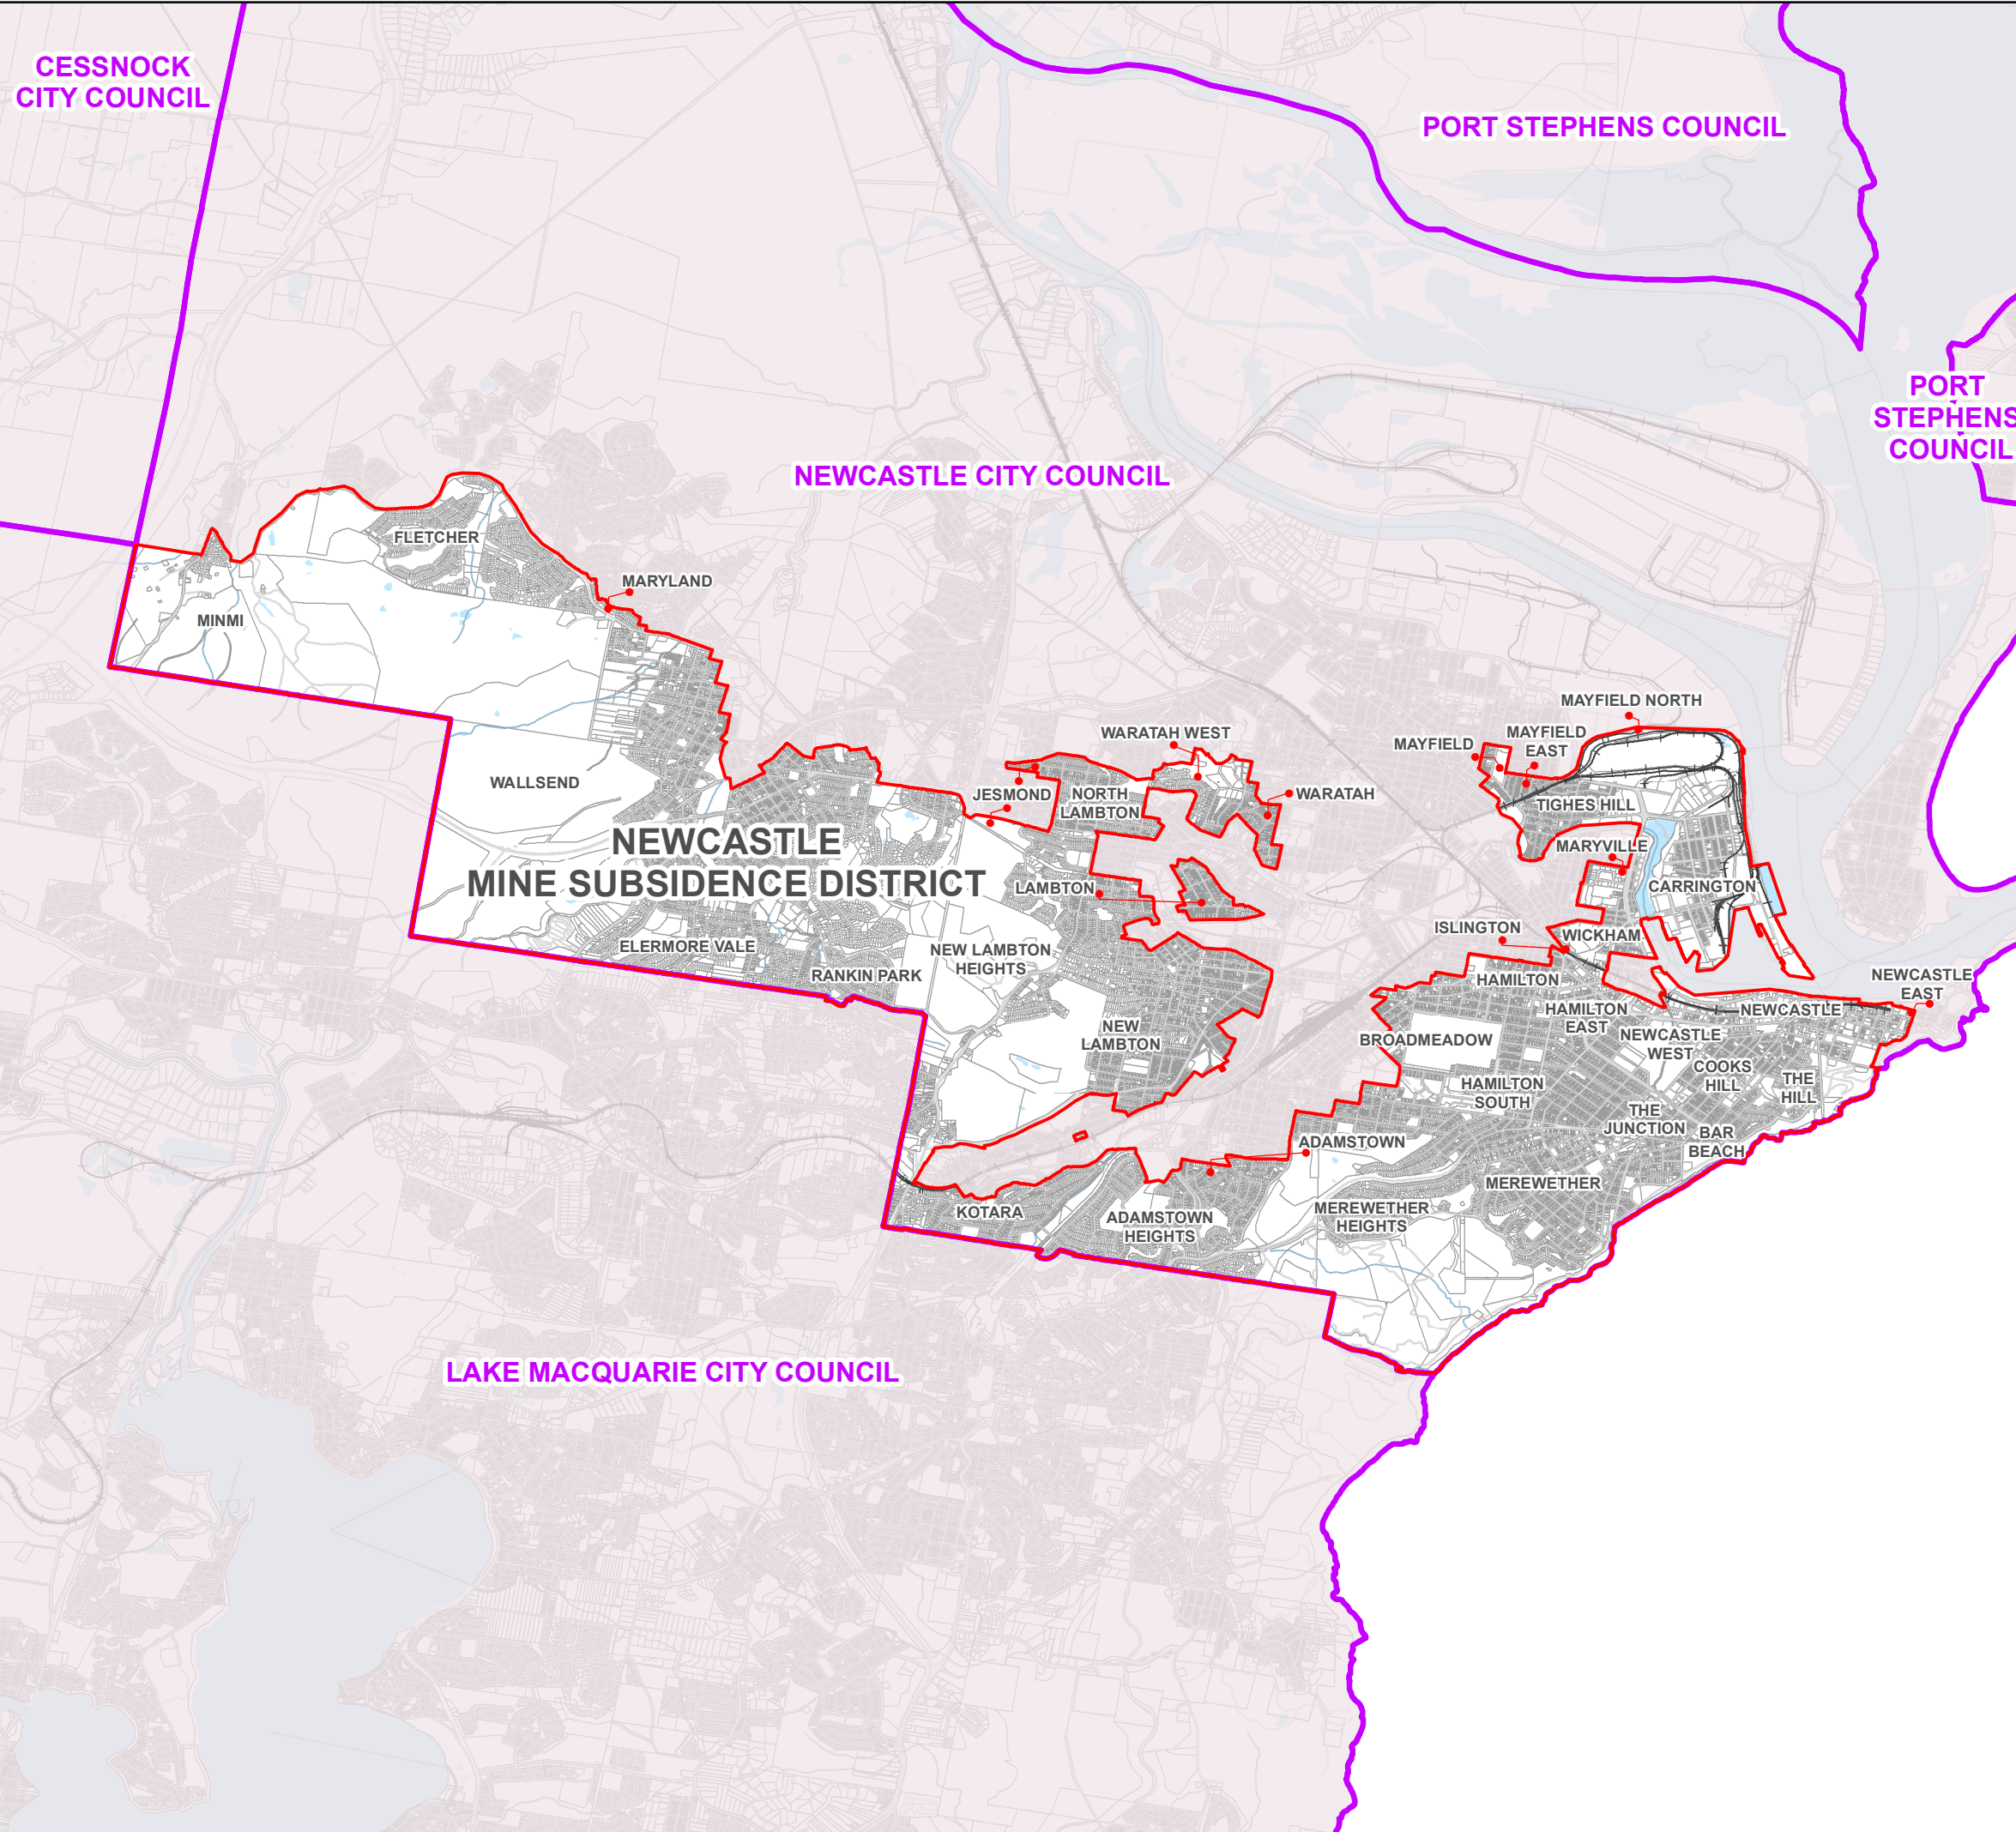 CESSNOCK
CITY COUNCIL
PORT STEPHENS COUNCIL
PORT
STEPHENS
COUNCIL
NEWCASTLE CITY COUNCIL
FLETCHER
MARYLAND
MINMI
MAYFIELD NORTH
WARATAH WEST
MAYFIELD
MAYFIELD
EAST
WALLSEND
JESMOND
NORTH
LAMBTON
WARATAH
TIGHES HILL
NEWCASTLE
MINE SUBSIDENCE DISTRICT
MARYVILLE
LAMBTON
CARRINGTON
ISLINGTON
WICKHAM
ELERMORE VALE
NEW LAMBTON
HEIGHTS
RANKIN PARK
HAMILTON
NEWCASTLE
EAST
HAMILTON
EAST
NEWCASTLE
NEW
LAMBTON
BROADMEADOW
NEWCASTLE
WEST
COOKS
HILL
THE
HILL
HAMILTON
SOUTH
THE
JUNCTION
BAR
BEACH
ADAMSTOWN
MEREWETHER
KOTARA
ADAMSTOWN
HEIGHTS
MEREWETHER
HEIGHTS
LAKE MACQUARIE CITY COUNCIL